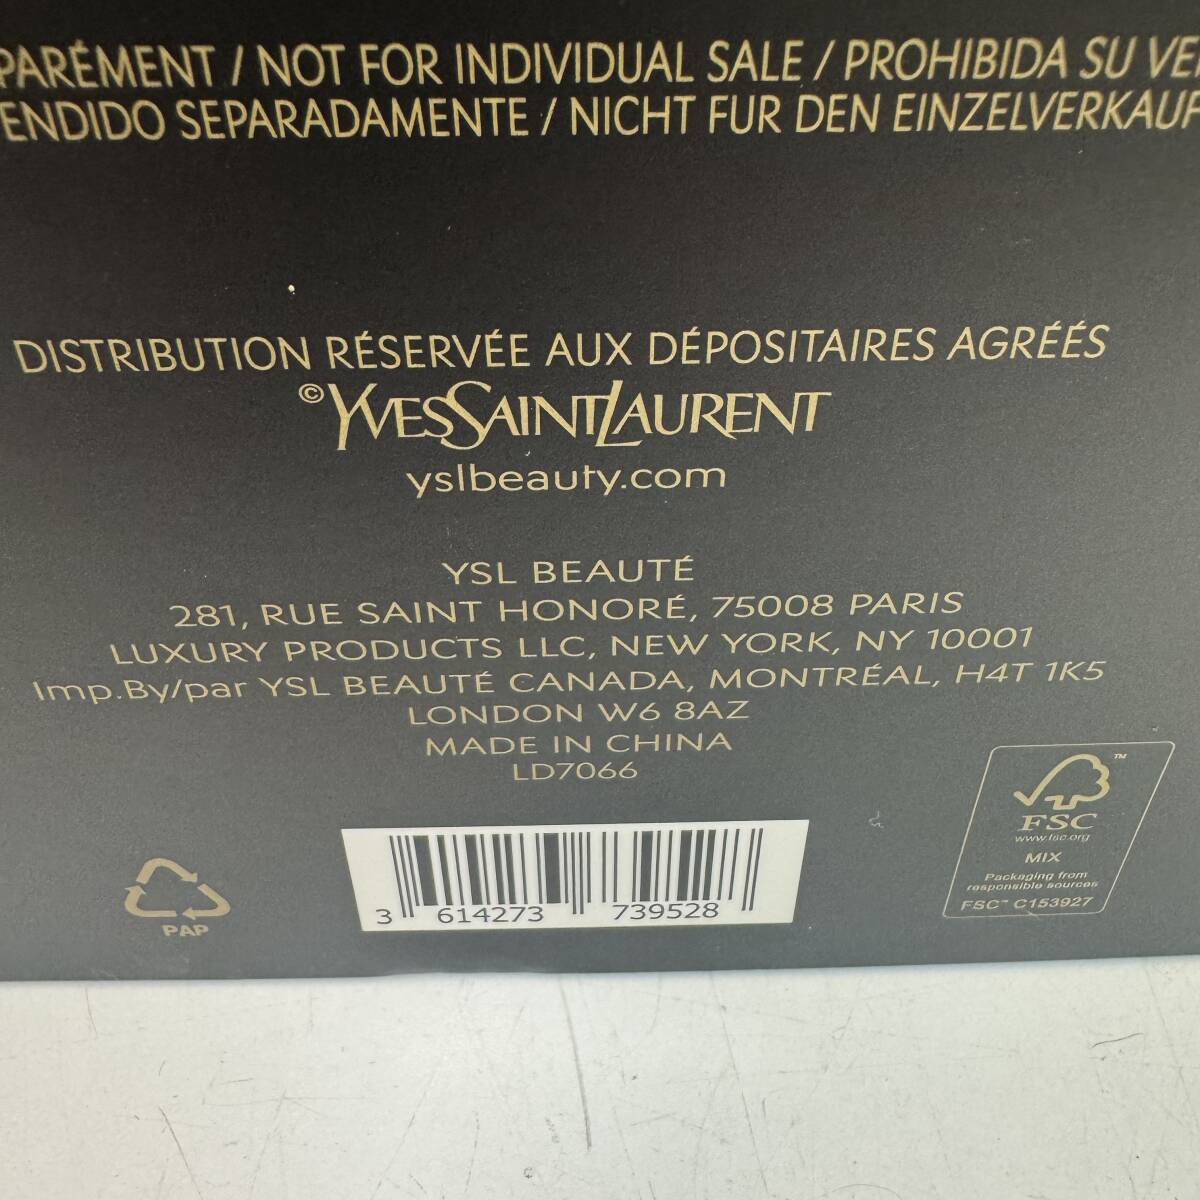 PARÉMENT / NOT FOR INDIVIDUAL SALE / PROHIBIDA SU VE
ENDIDO SEPARADAMENTE / NICHT FUR DEN EINZELVERKAUF
DISTRIBUTION RÉSERVÉE AUX DÉPOSITAIRES AGRÉÉS
©YVESSAINTLAURENT
yslbeauty.com
YSL BEAUTÉ
281, RUE SAINT HONORÉ, 75008 PARIS
LUXURY PRODUCTS LLC, NEW YORK, NY 10001
Imp.By/par YSL BEAUTÉ CANADA, MONTRÉAL, H4T 1K5
LONDON W6 8AZ
MADE IN CHINA
LD7066
3 614273 739528
PAP
™
FSC
www.fsc.org
MIX
Packaging from
responsible sources
FSC™ C153927